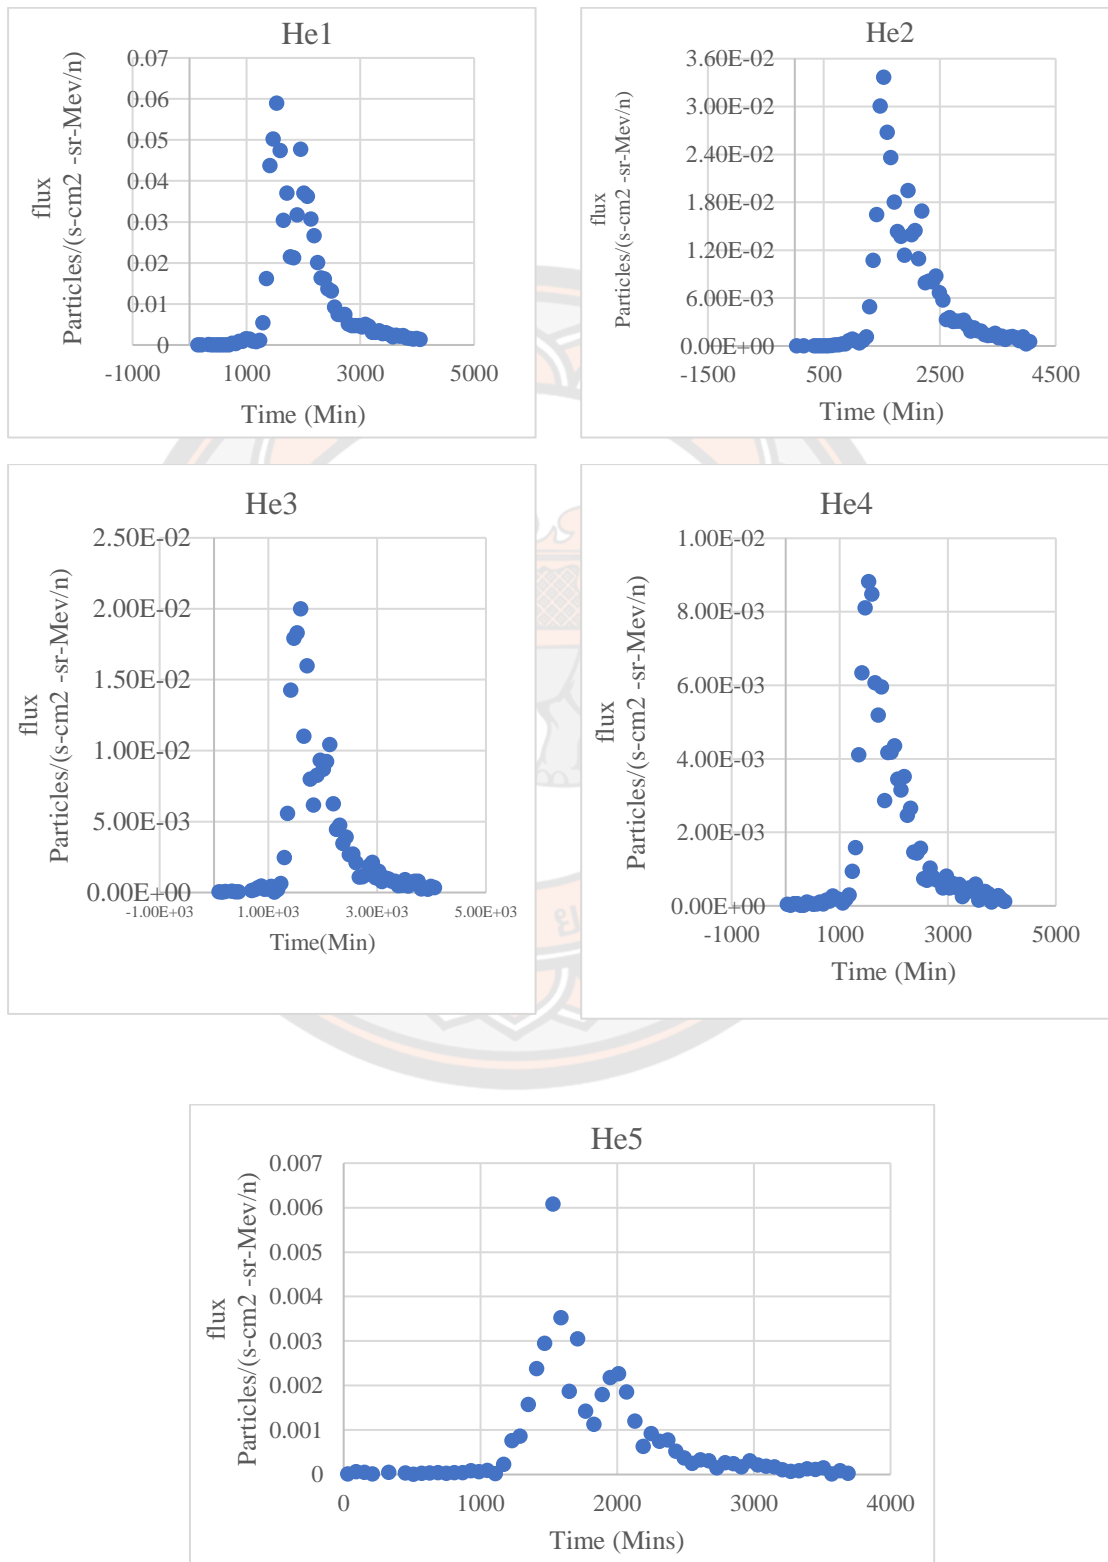 He1
flux
Particles/(s-cm2 -sr-Mev/n)
0.07
0.06
0.05
0.04
0.03
0.02
0.01
0
-1000 1000 3000 5000
Time (Min)
He2
flux
Particles/(s-cm2 -sr-Mev/n)
3.60E-02
3.00E-02
2.40E-02
1.80E-02
1.20E-02
6.00E-03
0.00E+00
-1500 500 2500 4500
Time (Min)
He3
flux
Particles/(s-cm2 -sr-Mev/n)
2.50E-02
2.00E-02
1.50E-02
1.00E-02
5.00E-03
0.00E+00
-1.0E+03 1.00E+03 3.00E+03 5.00E+03
Time(Min)
He4
flux
Particles/(s-cm2 -sr-Mev/n)
1.00E-02
8.00E-03
6.00E-03
4.00E-03
2.00E-03
0.00E+00
-1000 1000 3000 5000
Time (Min)
He5
flux
Particles/(s-cm2 -sr-Mev/n)
0.007
0.006
0.005
0.004
0.003
0.002
0.001
0
0 1000 2000 3000 4000
Time (Mins)